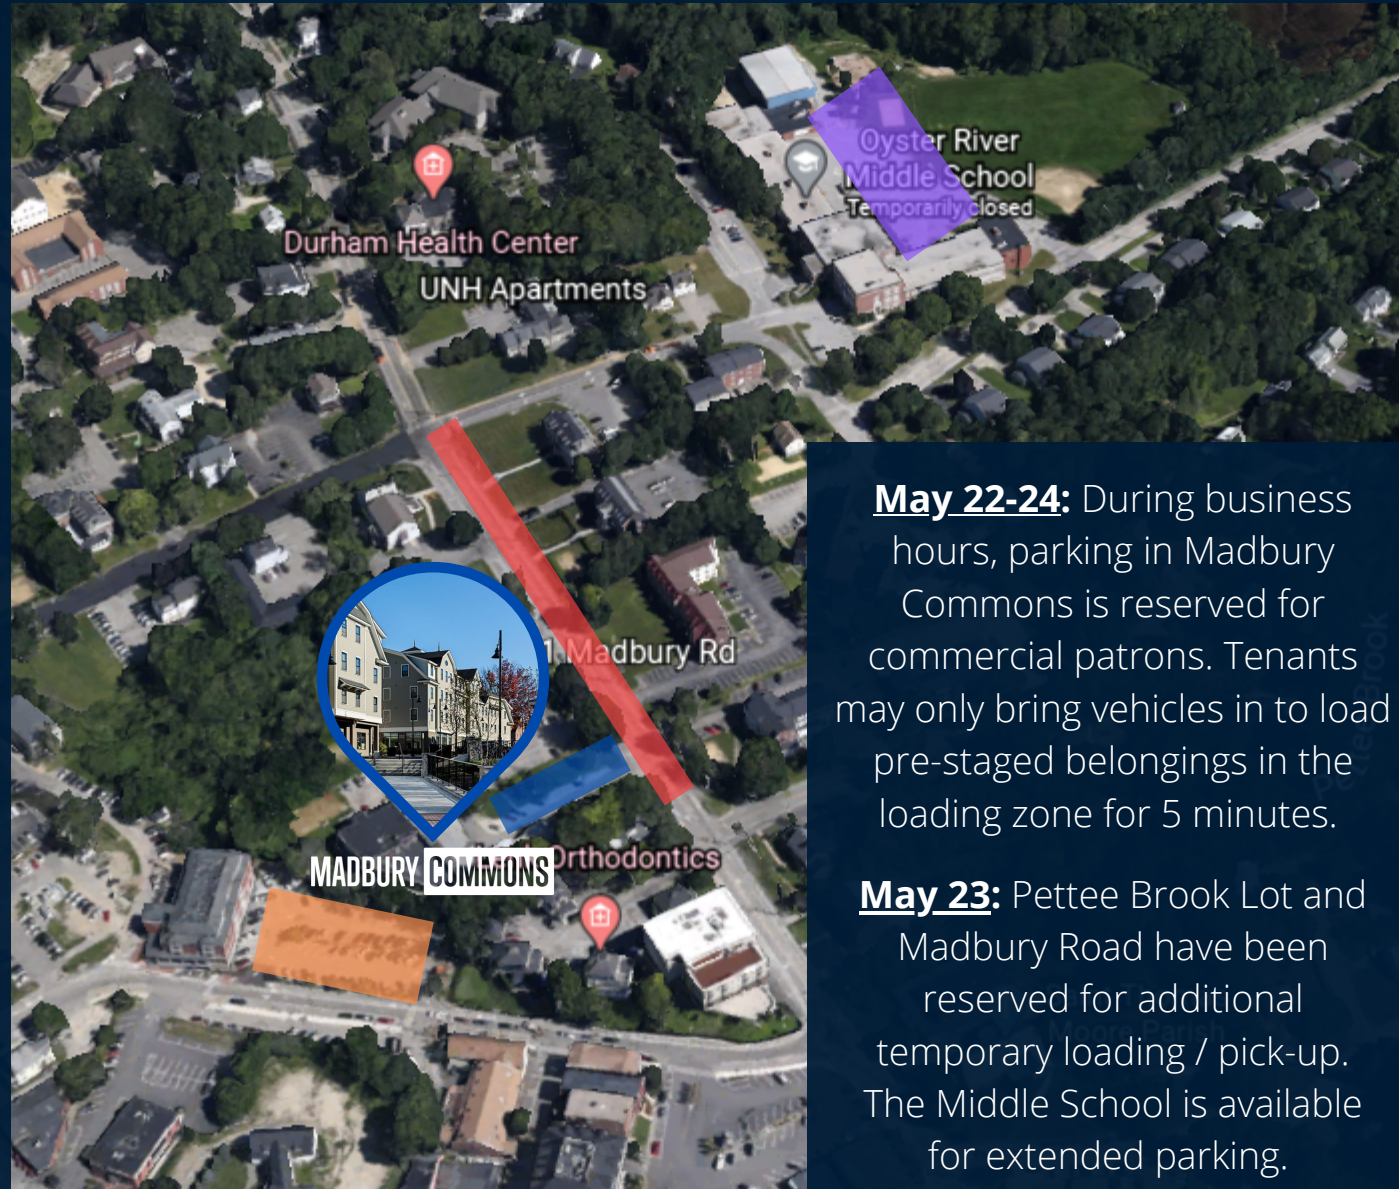 Oyster River
Middle School
Temporarily closed
Durham Health Center
UNH Apartments
1 Madbury Rd
MADBURY COMMONS
Orthodontics
May 22-24: During business
hours, parking in Madbury
Commons is reserved for
commercial patrons. Tenants
may only bring vehicles in to load
pre-staged belongings in the
loading zone for 5 minutes.
May 23: Pettee Brook Lot and
Madbury Road have been
reserved for additional
temporary loading / pick-up.
The Middle School is available
for extended parking.
Moore Parish